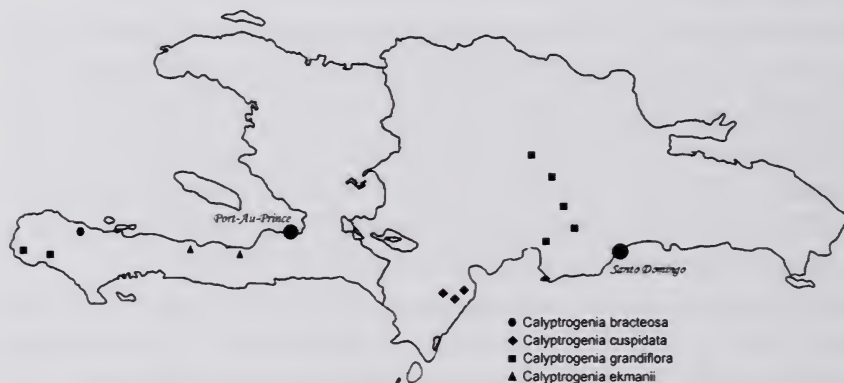 Port-Au-Prince
Santo Domingo
Calyptrogenia bracteosa
Calyptrogenia cuspidata
Calyptrogenia grandiflora
Calyptrogenia ekmanii